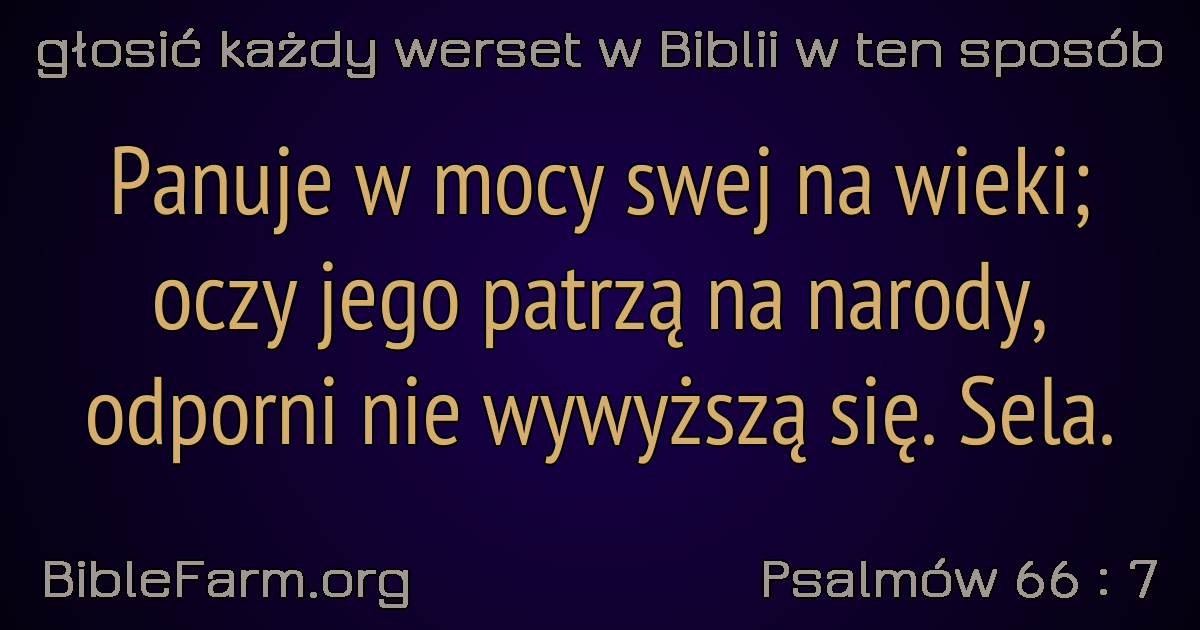 głosić każdy werset w Biblii w ten sposób
Panuje w mocy swej na wieki;
oczy jego patrzą na narody,
odporni nie wywyższą się. Sela.
BibleFarm.org
Psalmów 66 : 7